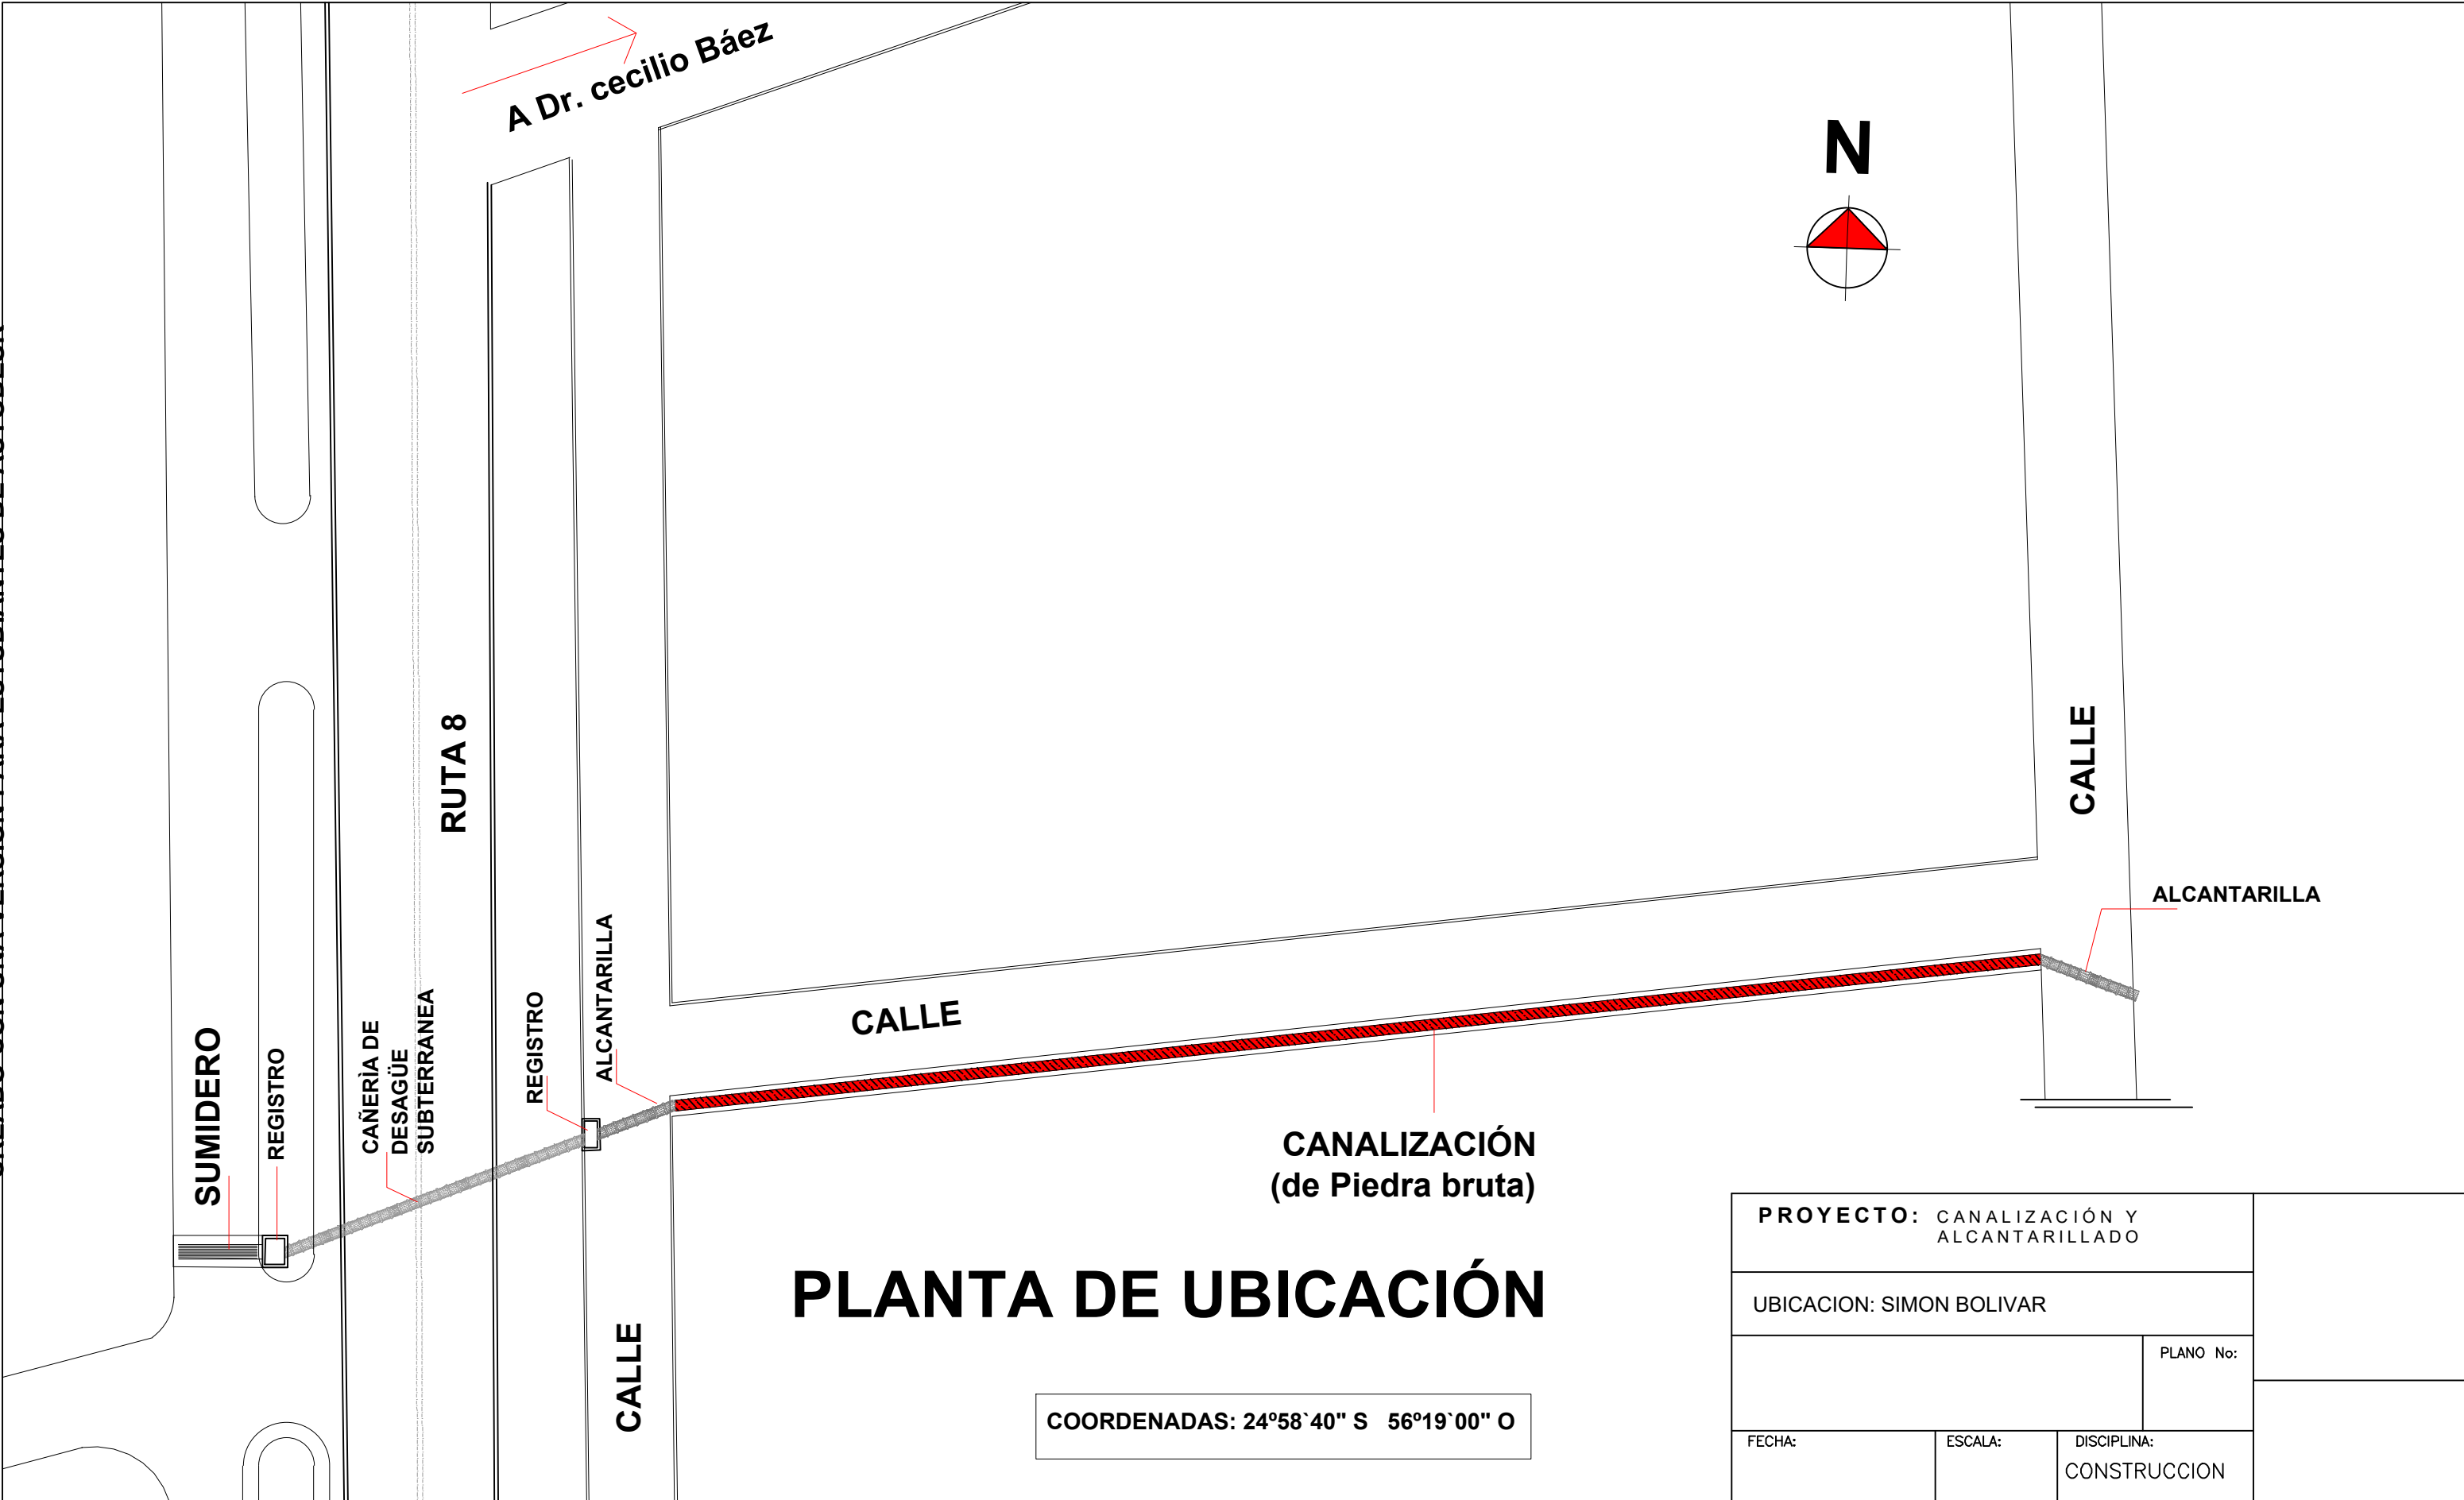 A Dr. cecilio Báez
N
RUTA 8
CALLE
ALCANTARILLA
ALCANTARILLA
REGISTRO
CAÑERÌA DE
DESAGÜE
SUBTERRANEA
SUMIDERO
REGISTRO
CALLE
CANALIZACIÓN
(de Piedra bruta)
CALLE
PLANTA DE UBICACIÓN
COORDENADAS: 24º58`40" S 56º19`00" O
PROYECTO: CANALIZACIÓN Y
ALCANTARILLADO
UBICACION: SIMON BOLIVAR
PLANO No:
FECHA:
ESCALA:
DISCIPLINA:
CONSTRUCCION